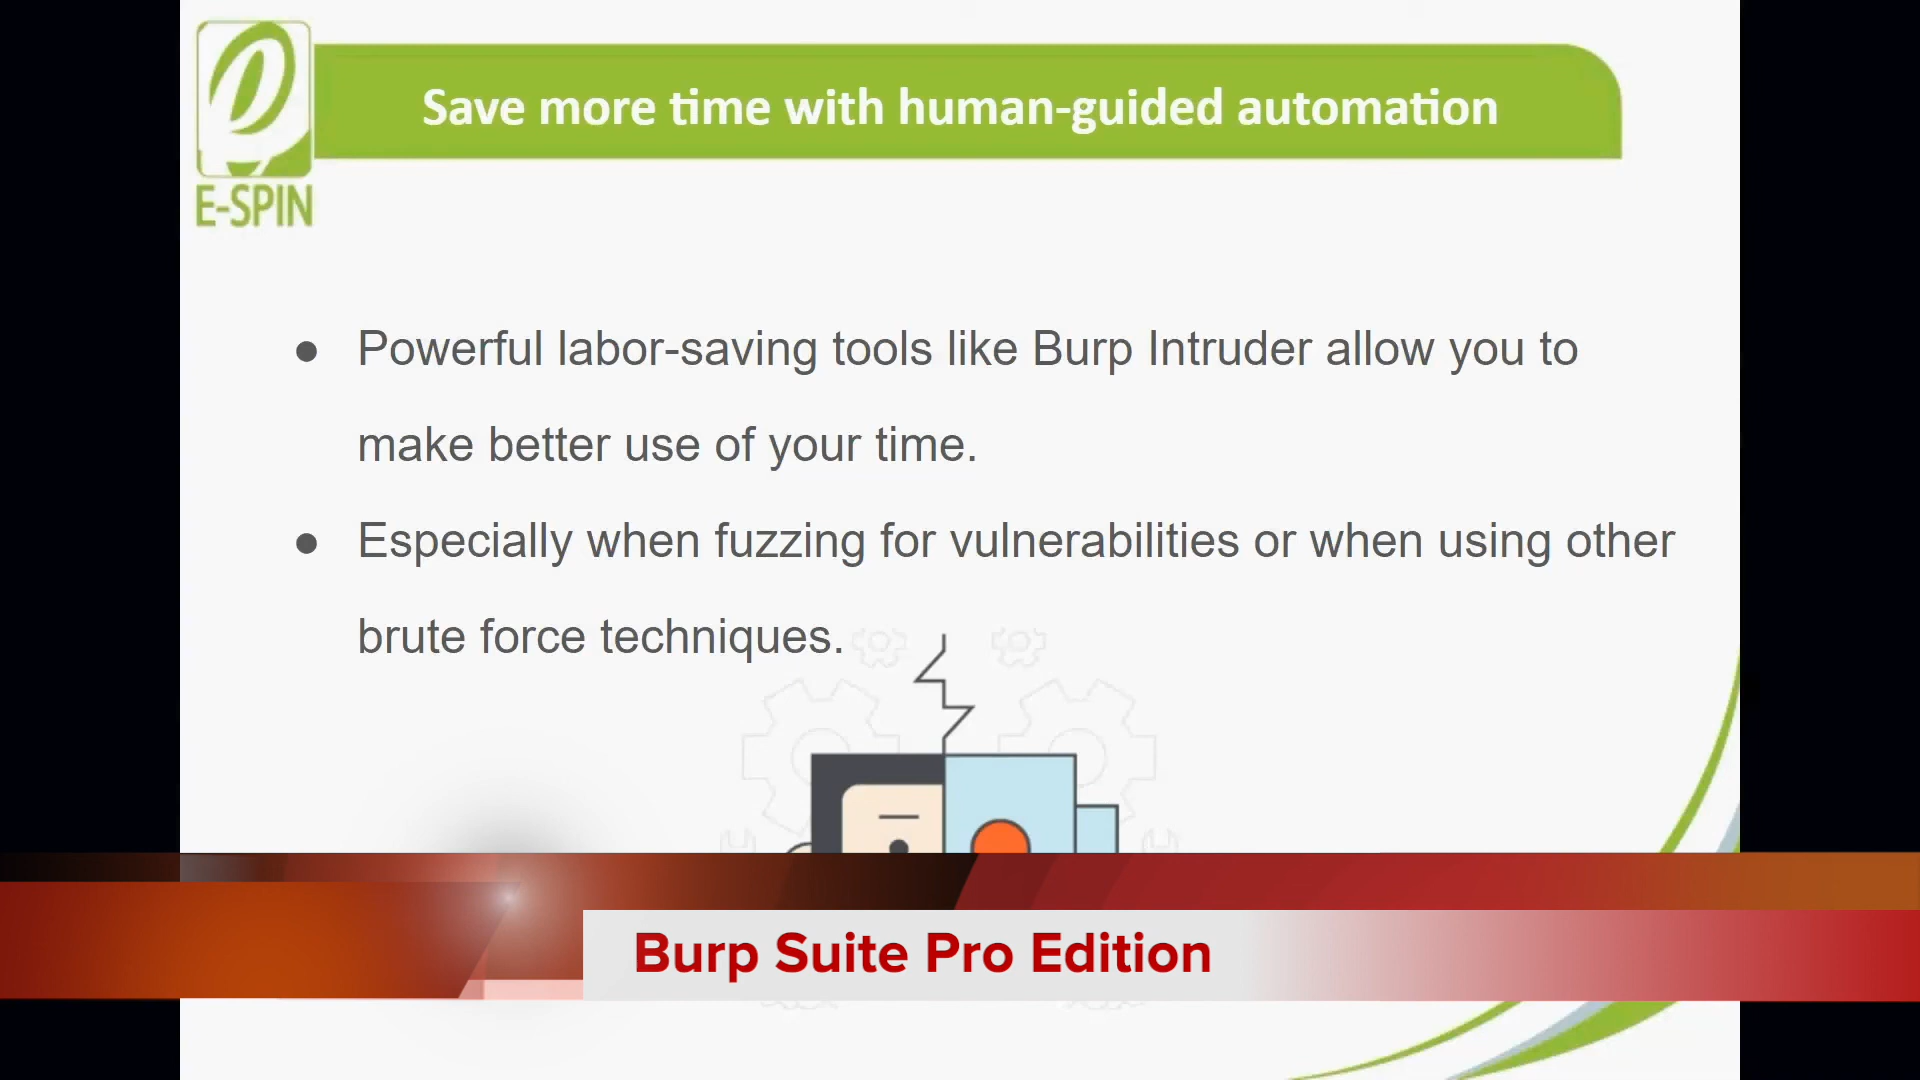 Save more time with human-guided automation
E-SPIN
● Powerful labor-saving tools like Burp Intruder allow you to
make better use of your time.
● Especially when fuzzing for vulnerabilities or when using other
brute force techniques.
Burp Suite Pro Edition